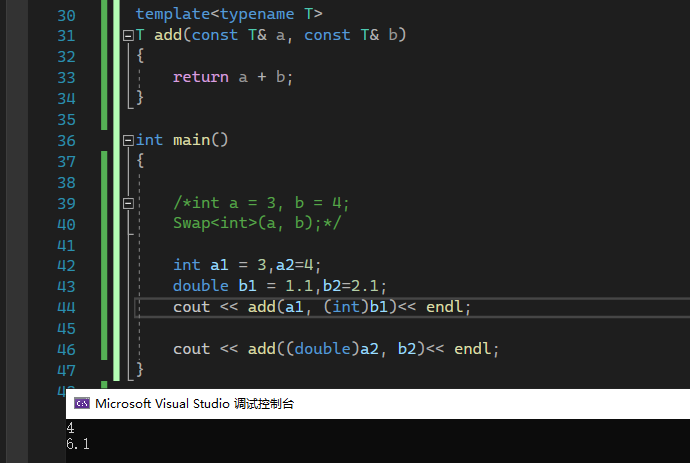 30 template<typename T>
31 T add(const T& a, const T& b)
32 {
33 return a + b;
34 }
35
36 int main()
37 {
38
39 /*int a = 3, b = 4;
40 Swap<int>(a, b);*/
41
42 int a1 = 3,a2=4;
43 double b1 = 1.1,b2=2.1;
44 cout << add(a1, (int)b1)<< endl;
45
46 cout << add((double)a2, b2)<< endl;
47 }
Microsoft Visual Studio 调试控制台
4
6.1